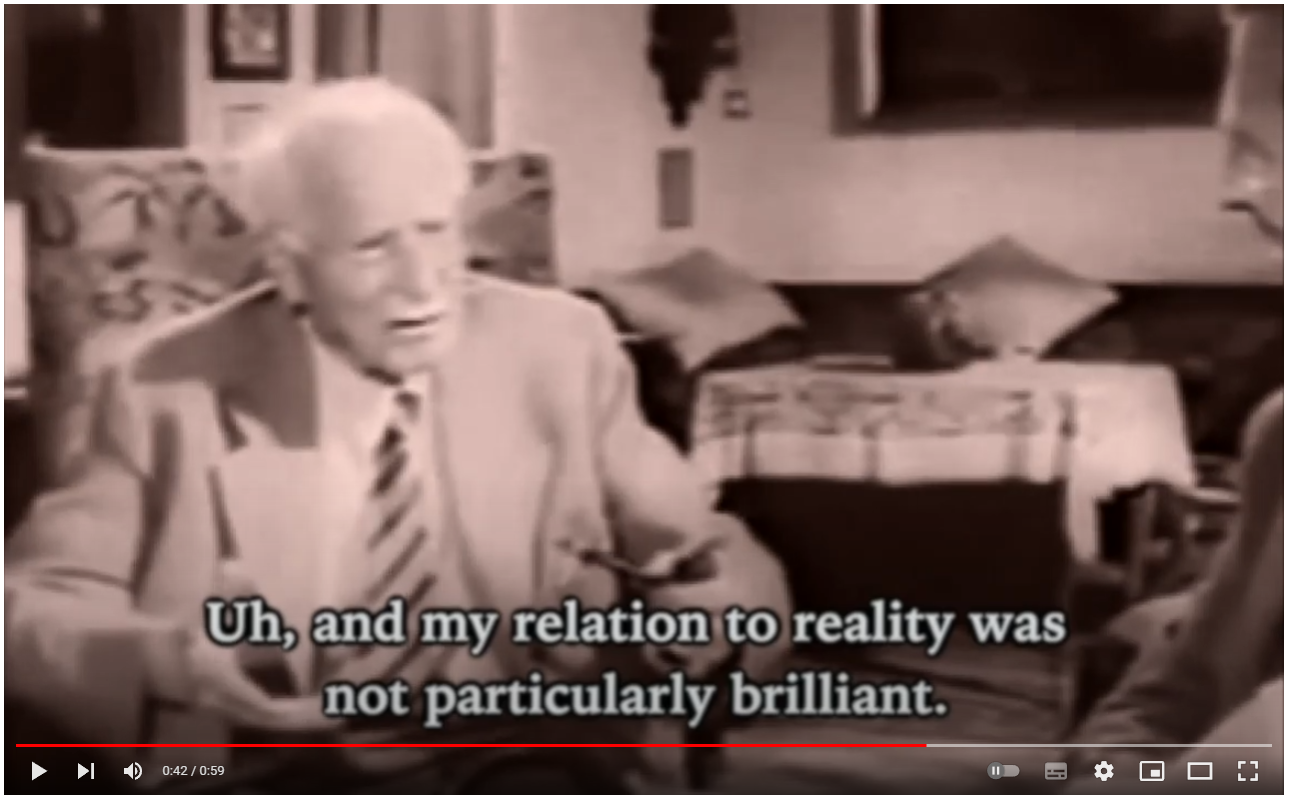 Uh, and my relation to reality was
not particularly brilliant.
0:42 / 0:59